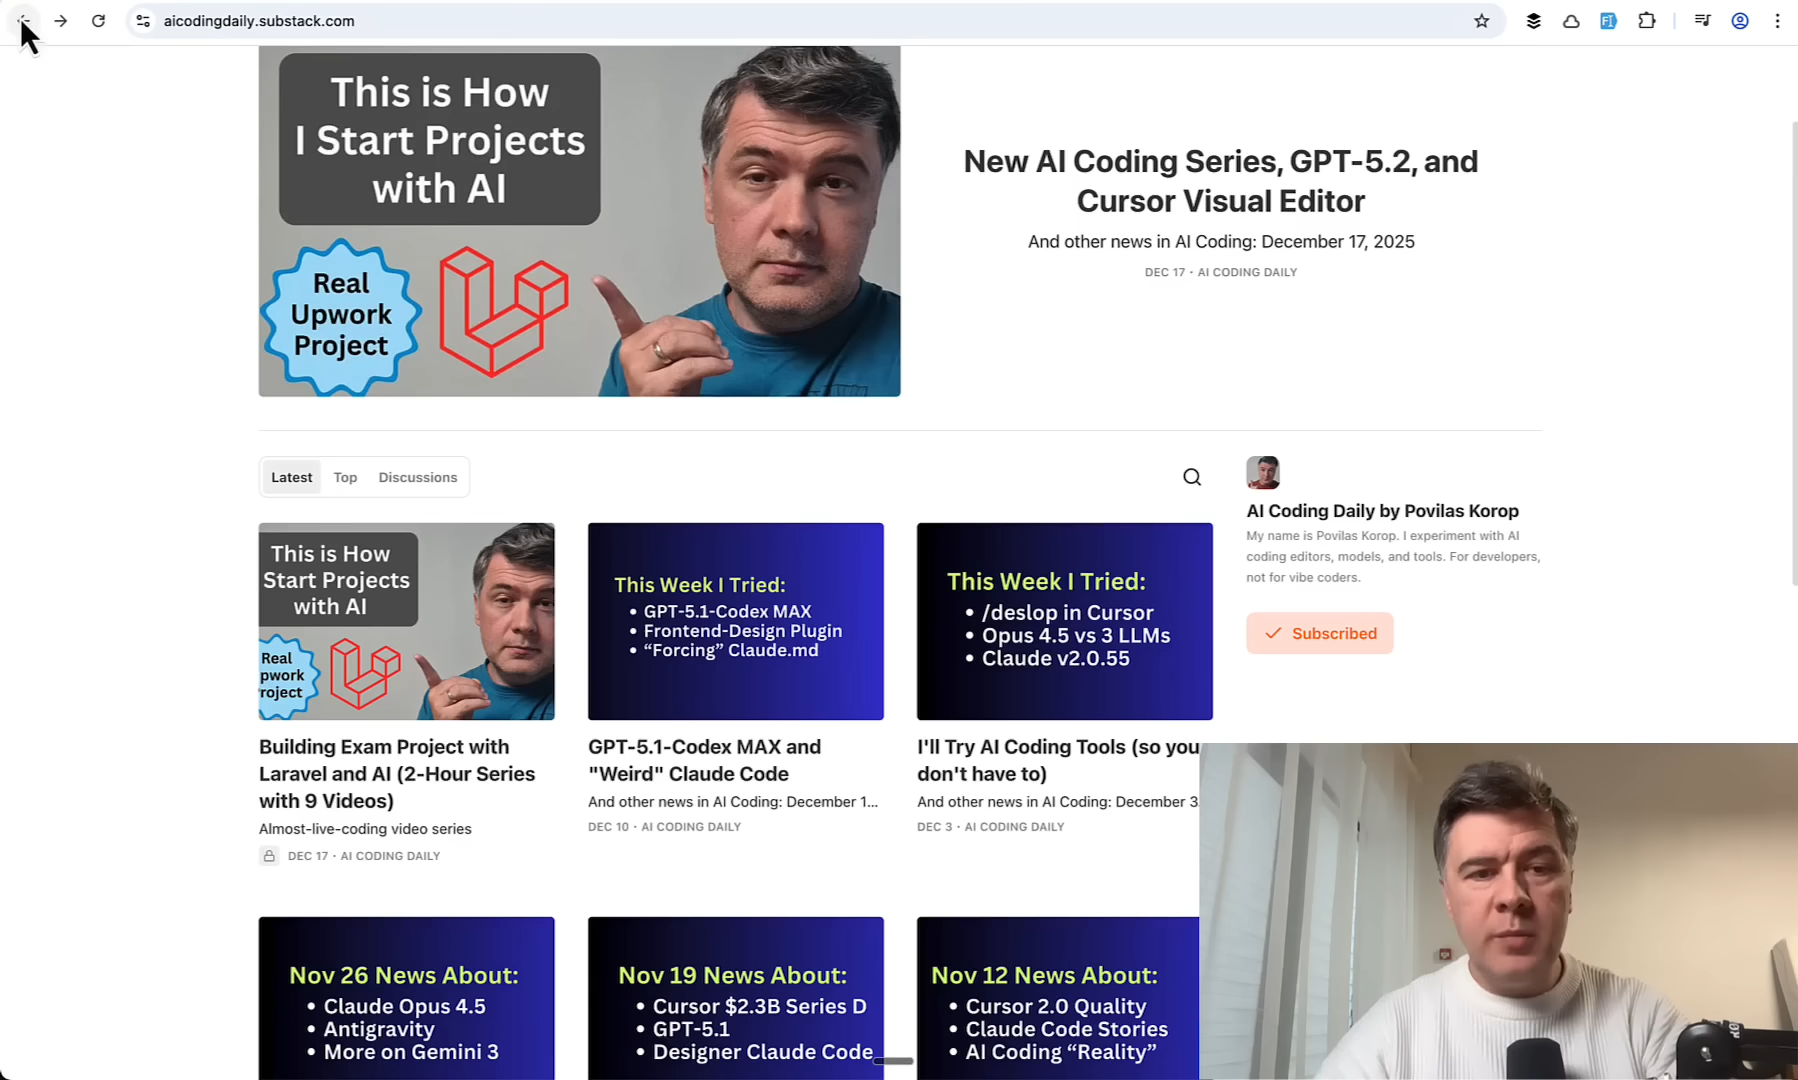 aicodingdaily.substack.com
This is How
I Start Projects
with AI
Real
Upwork
Project
New AI Coding Series, GPT-5.2, and
Cursor Visual Editor
And other news in AI Coding: December 17, 2025
DEC 17 • AI CODING DAILY
Latest
Top
Discussions
AI Coding Daily by Povilas Korop
My name is Povilas Korop. I experiment with AI
coding editors, models, and tools. For developers,
not for vibe coders.
Subscribed
This is How
Start Projects
with AI
Real
pwork
roject
Building Exam Project with
Laravel and AI (2-Hour Series
with 9 Videos)
Almost-live-coding video series
DEC 17 • AI CODING DAILY
This Week I Tried:
• GPT-5.1-Codex MAX
• Frontend-Design Plugin
• “Forcing” Claude.md
GPT-5.1-Codex MAX and
"Weird" Claude Code
And other news in AI Coding: December 1...
DEC 10 • AI CODING DAILY
This Week I Tried:
• /deslop in Cursor
• Opus 4.5 vs 3 LLMs
• Claude v2.0.55
I'll Try AI Coding Tools (so you
don't have to)
And other news in AI Coding: December 3
DEC 3 • AI CODING DAILY
Nov 26 News About:
• Claude Opus 4.5
• Antigravity
• More on Gemini 3
Nov 19 News About:
• Cursor $2.3B Series D
• GPT-5.1
• Designer Claude Code
Nov 12 News About:
• Cursor 2.0 Quality
• Claude Code Stories
• AI Coding “Reality”